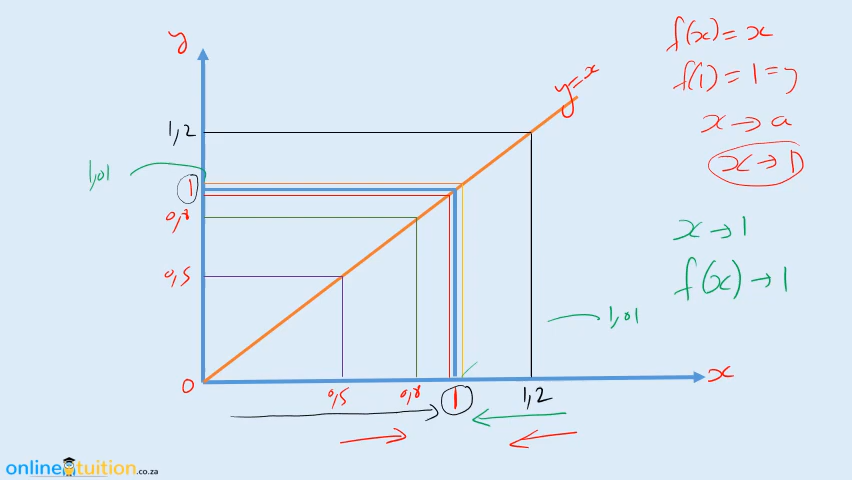 y
y=x
1,2
1,01
1
0,8
0,5
0
0,5
0,8
1
1,2
x
1,01
f(x) = x
f(1) = 1 = y
x → a
x → 1
x → 1
f(x) → 1
onlinetuition.co.za